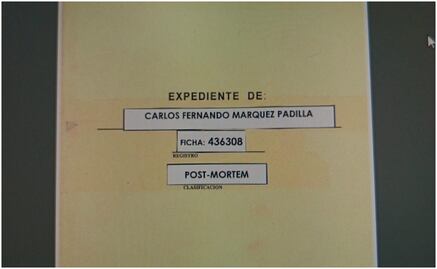 EXPEDIENTE DE:
CARLOS FERNANDO MARQUEZ PADILLA
FICHA: 436308
REGISTRO
POST-MORTEM
CLASIFICACION